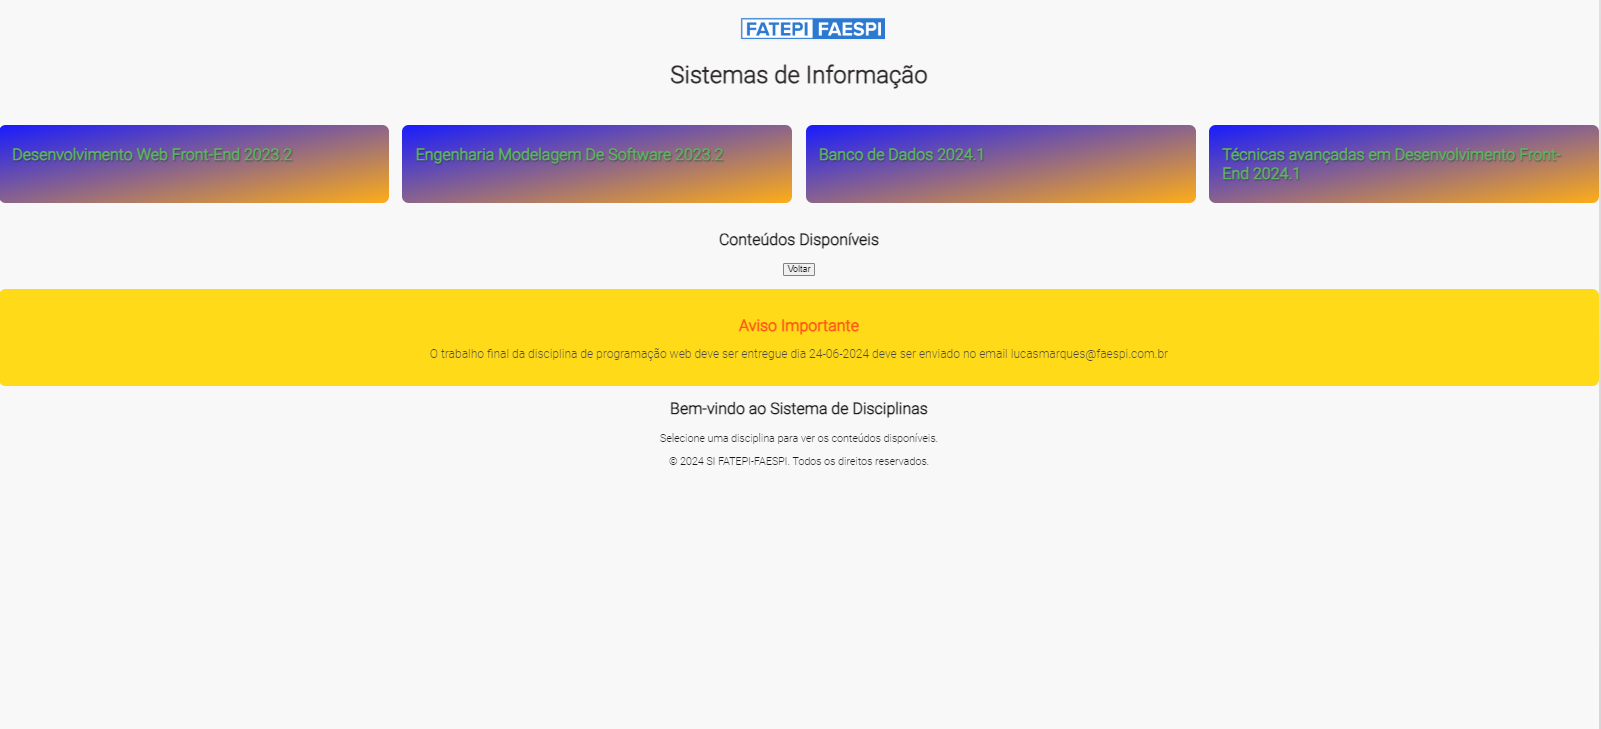 FATEPI FAESPI
Sistemas de Informação
Desenvolvimento Web Front-End 2023.2
Engenharia Modelagem De Software 2023.2
Banco de Dados 2024.1
Técnicas avançadas em Desenvolvimento Front-
End 2024.1
Conteúdos Disponíveis
Voltar
Aviso Importante
O trabalho final da disciplina de programação web deve ser entregue dia 24-06-2024 deve ser enviado no email lucasmarques@faespi.com.br
Bem-vindo ao Sistema de Disciplinas
Selecione uma disciplina para ver os conteúdos disponíveis.
© 2024 SI FATEPI-FAESPI. Todos os direitos reservados.